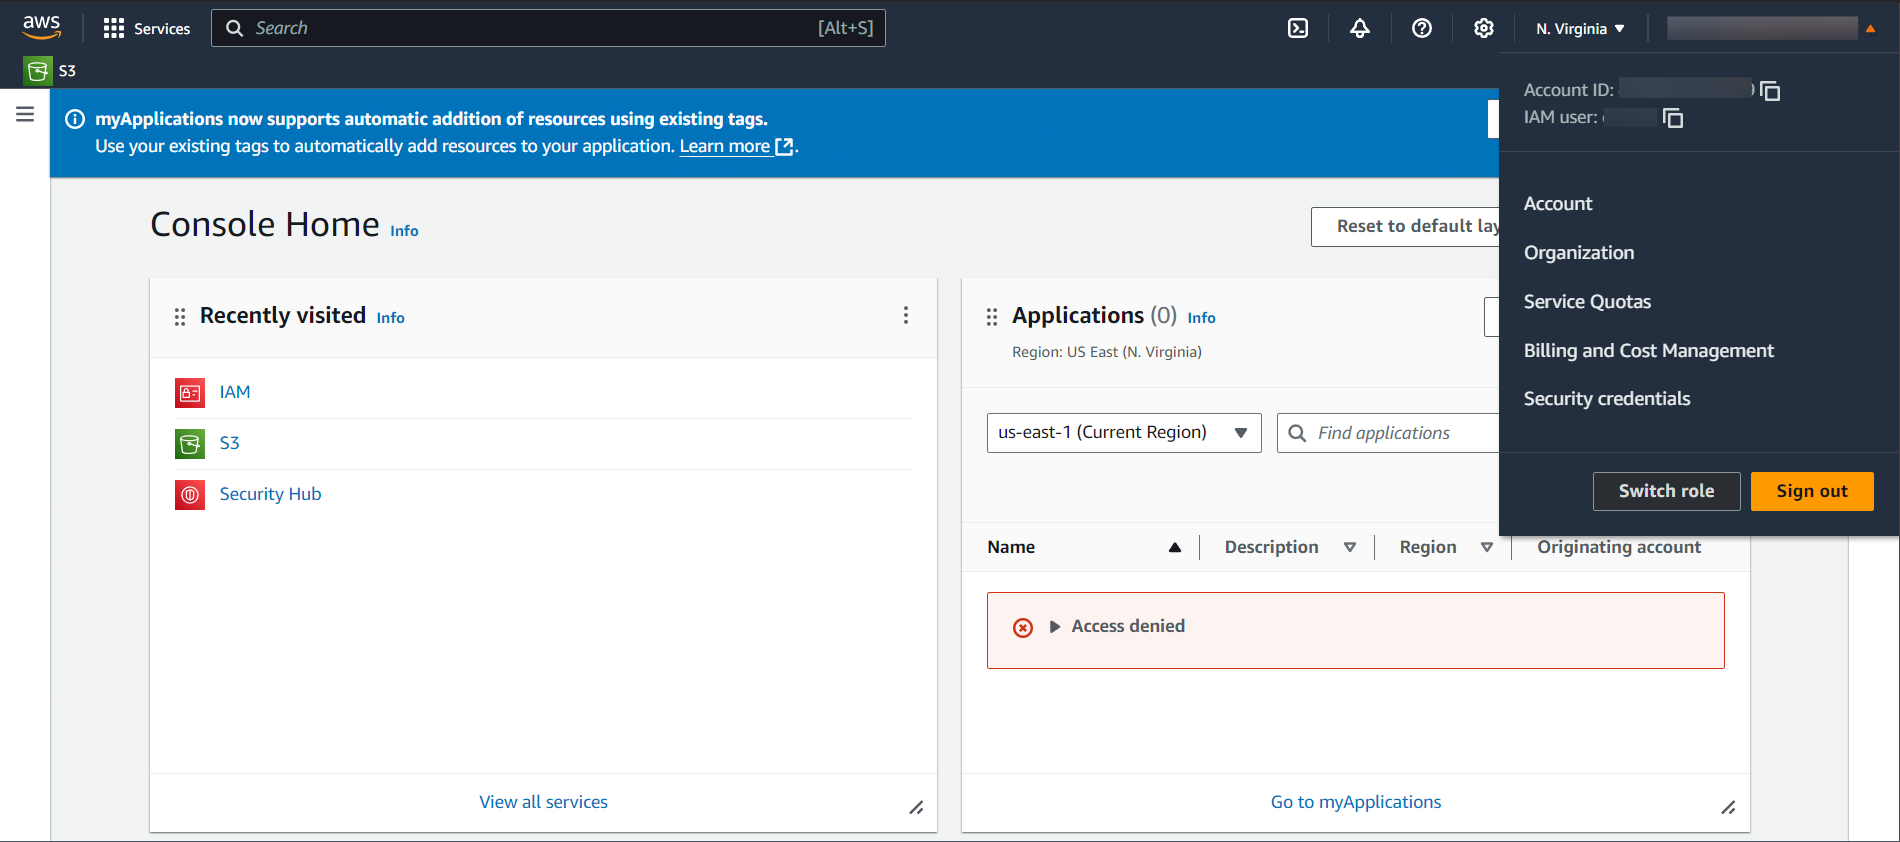 aws
Services
Search
[Alt+S]
N. Virginia
S3
Account ID:
IAM user:
myApplications now supports automatic addition of resources using existing tags.
Use your existing tags to automatically add resources to your application. Learn more.
Account
Organization
Service Quotas
Billing and Cost Management
Security credentials
Switch role
Sign out
Console Home Info
Reset to default lay
Recently visited Info
IAM
S3
Security Hub
View all services
Applications (0) Info
Region: US East (N. Virginia)
us-east-1 (Current Region)
Find applications
Name
Description
Region
Originating account
Access denied
Go to myApplications